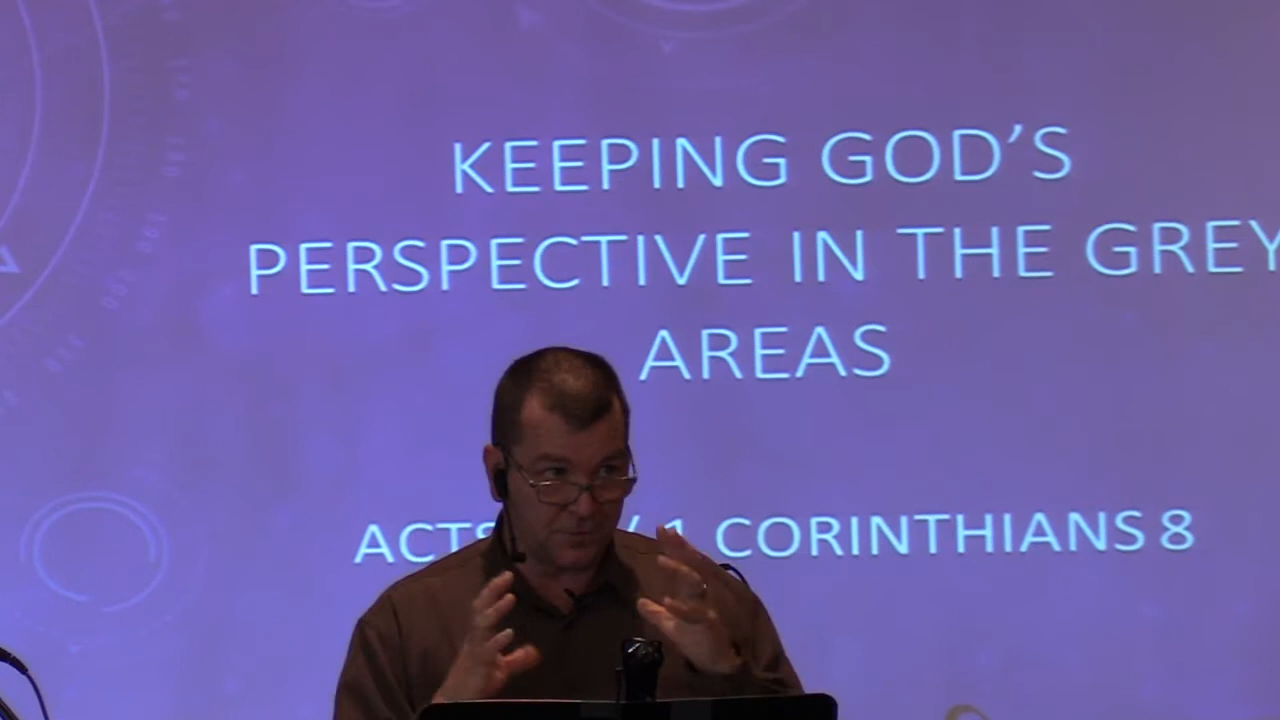 KEEPING GOD'S
PERSPECTIVE IN THE GREY
AREAS
ACTS / 1 CORINTHIANS 8